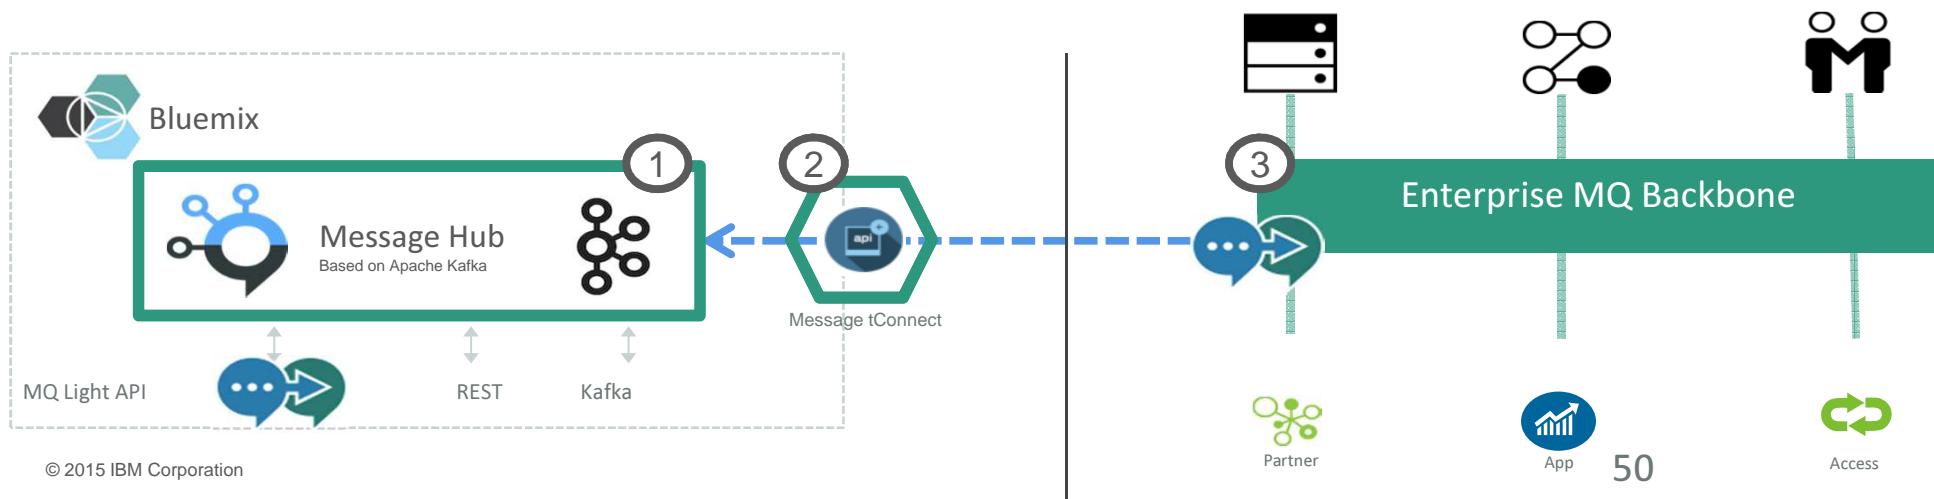 Bluemix
1
2
3
Enterprise MQ Backbone
Message Hub
Based on Apache Kafka
api
Message tConnect
MQ Light API
REST
Kafka
Partner
App
50
Access
© 2015 IBM Corporation